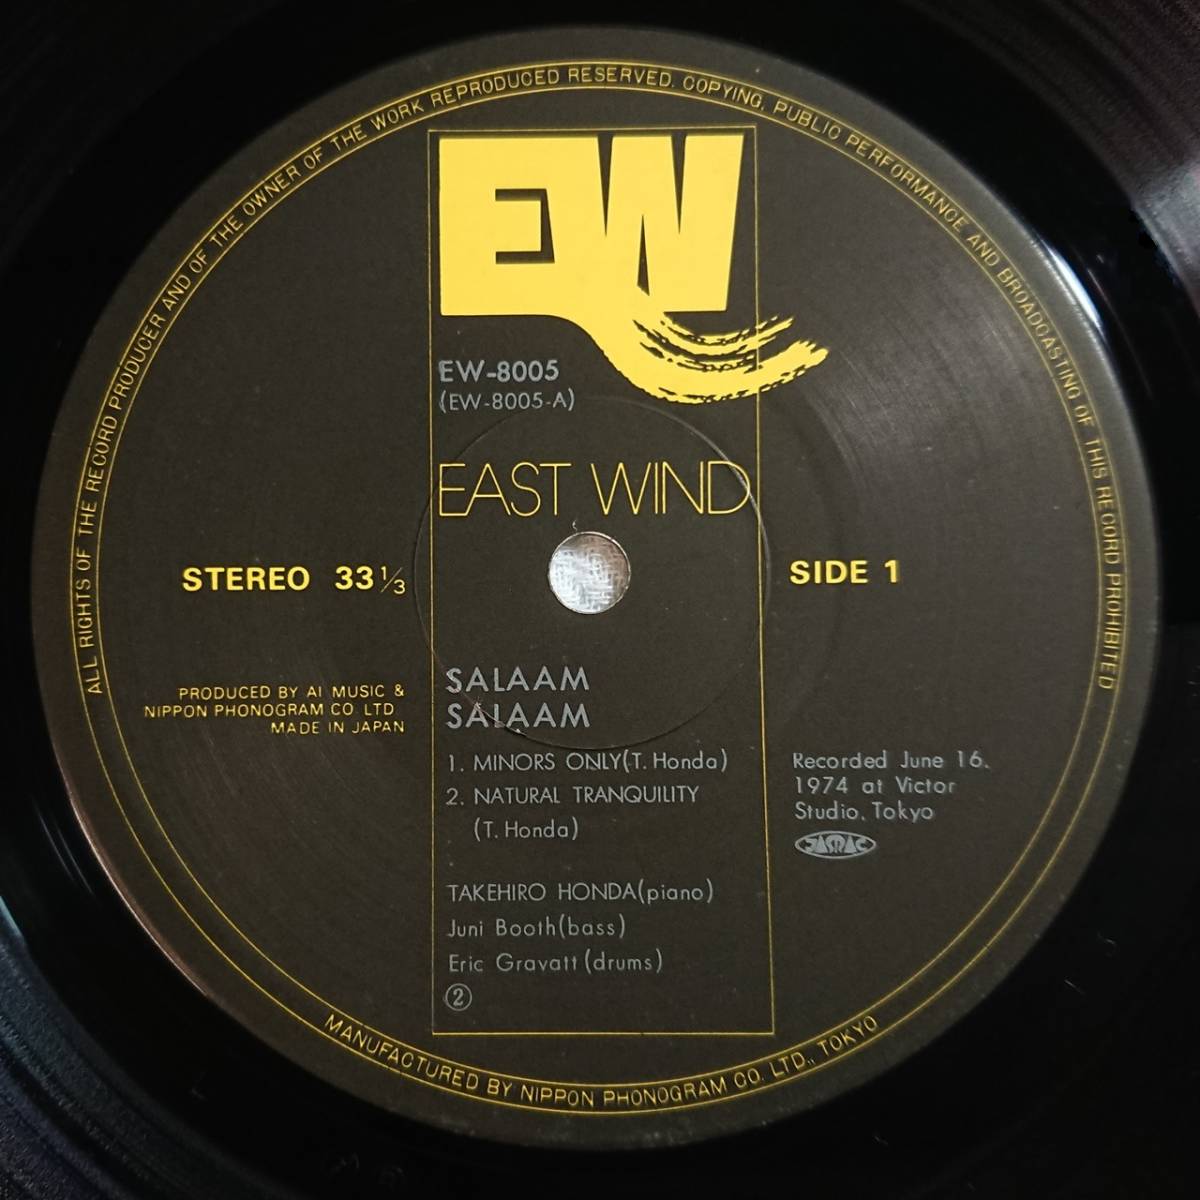 ALL RIGHTS OF THE RECORD PRODUCER AND OF THE OWNER OF THE WORK REPRODUCED RESERVED. COPYING, PUBLIC PERFORMANCE AND BROADCASTING OF THIS RECORD PROHIBITED
EW
EW-8005
(EW-8005-A)
EAST WIND
STEREO 33 1/3
SIDE 1
PRODUCED BY AI MUSIC &
NIPPON PHONOGRAM CO LTD
MADE IN JAPAN
SALAAM
SALAAM
1. MINORS ONLY(T. Honda)
2. NATURAL TRANQUILITY
(T. Honda)
Recorded June 16,
1974 at Victor
Studio, Tokyo
JASRAC
TAKEHIRO HONDA(piano)
Juni Booth(bass)
Eric Gravatt(drums)
②
MANUFACTURED BY NIPPON PHONOGRAM CO. LTD., TOKYO